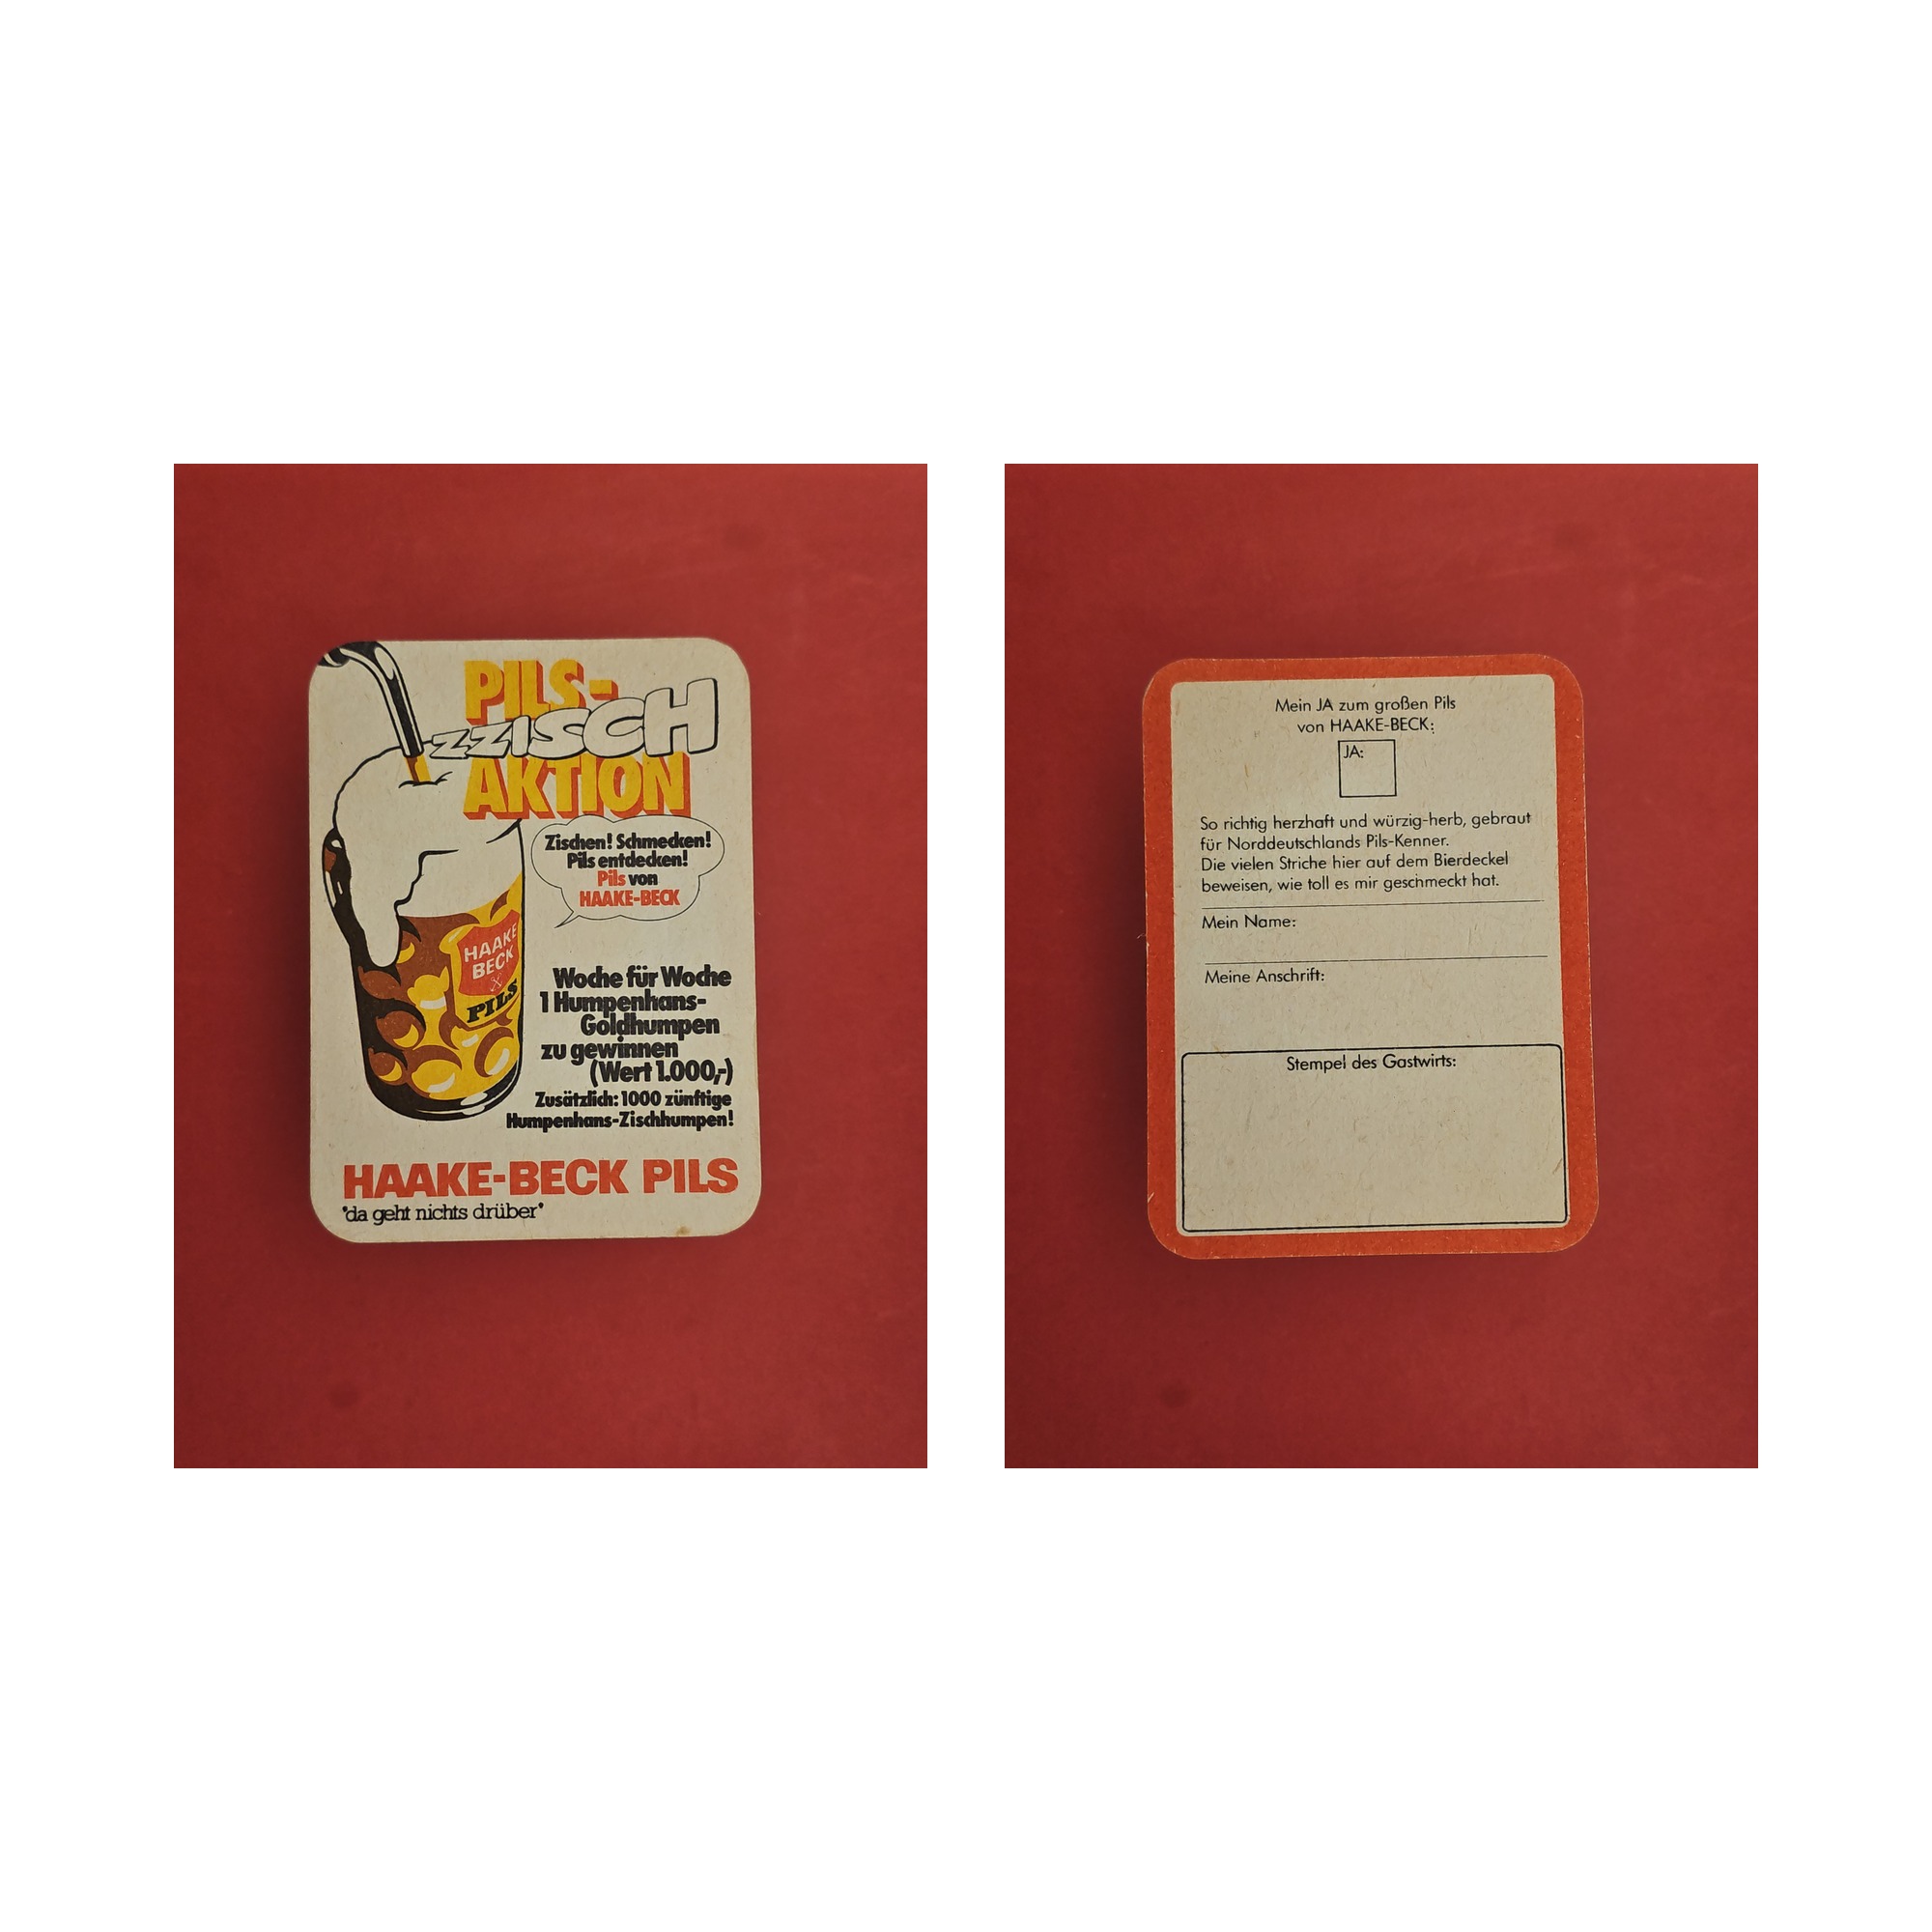 PILS-
ZZISCH
AKTION
Zischen! Schmecken!
Pils entdecken!
Pils von
HAAKE-BECK
HAAKE
BECK
PILS
Woche für Woche
1 Humpenhans-
Goldhumpen
zu gewinnen
(Wert 1.000,-)
Zusätzlich: 1000 zünftige
Humpenhans-Zischhumpen!
HAAKE-BECK PILS
"da geht nichts drüber"
Mein JA zum großen Pils
von HAAKE-BECK:
JA:
So richtig herzhaft und würzig-herb, gebraut
für Norddeutschlands Pils-Kenner.
Die vielen Striche hier auf dem Bierdeckel
beweisen, wie toll es mir geschmeckt hat.
Mein Name:
Meine Anschrift:
Stempel des Gastwirts: